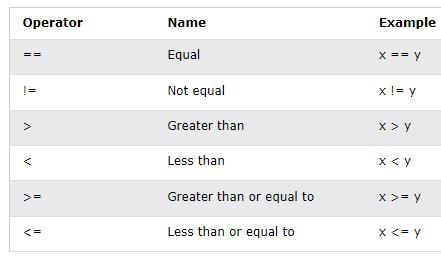 Operator Name Example
== Equal x == y
!= Not equal x != y
> Greater than x > y
< Less than x < y
>= Greater than or equal to x >= y
<= Less than or equal to x <= y